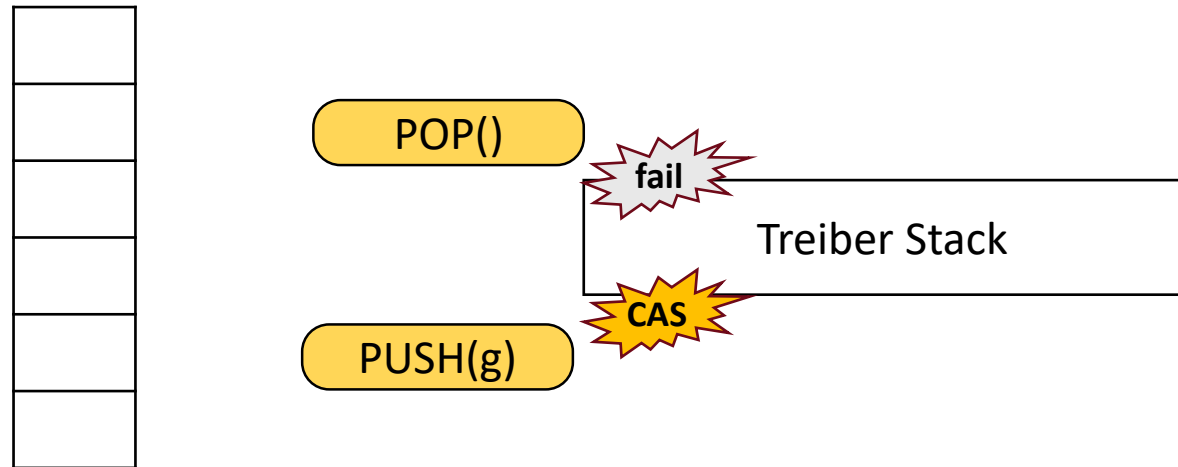 POP()
fail
Treiber Stack
CAS
PUSH(g)